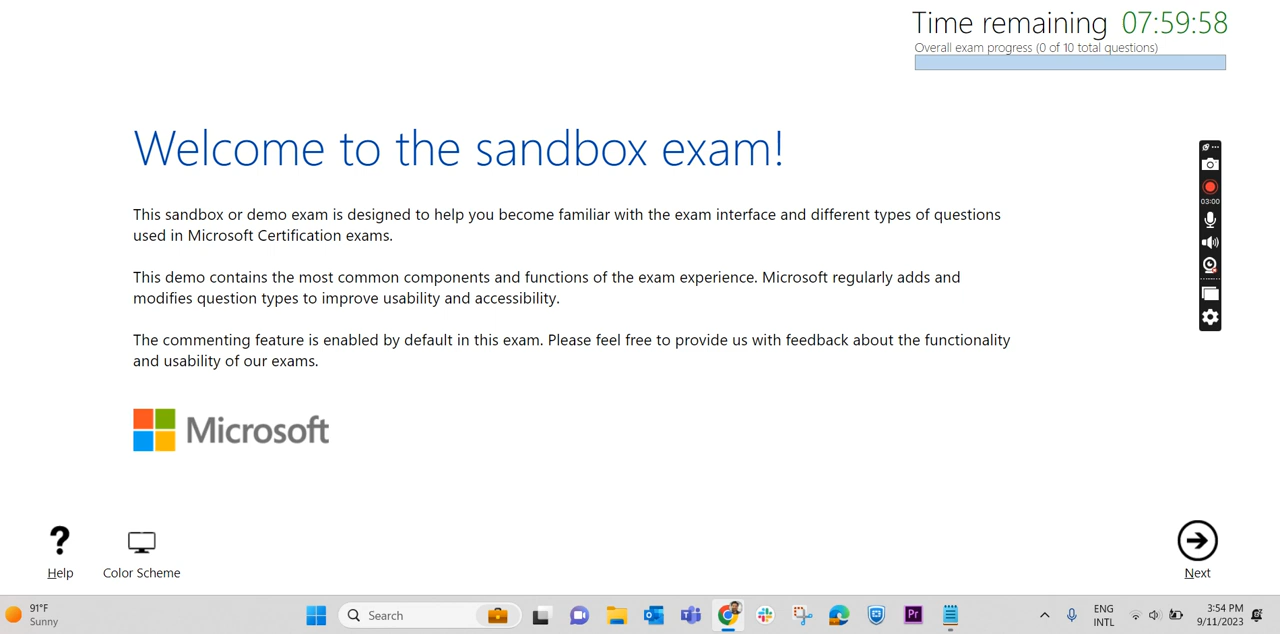 Time remaining 07:59:58
Overall exam progress (0 of 10 total questions)
Welcome to the sandbox exam!
03:00
This sandbox or demo exam is designed to help you become familiar with the exam interface and different types of questions
used in Microsoft Certification exams.
This demo contains the most common components and functions of the exam experience. Microsoft regularly adds and
modifies question types to improve usability and accessibility.
The commenting feature is enabled by default in this exam. Please feel free to provide us with feedback about the functionality
and usability of our exams.
Microsoft
?
Help
Color Scheme
Next
91°F
Sunny
Search
Pr
ENG
INTL
3:54 PM
9/11/2023